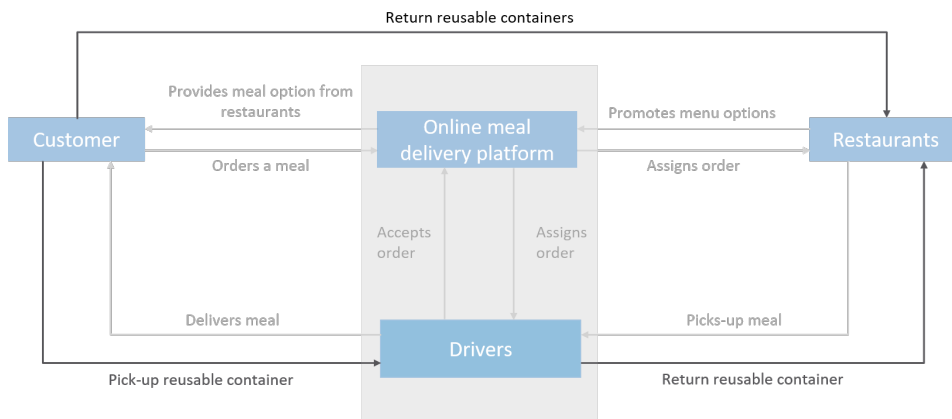 Return reusable containers
Provides meal option from
restaurants
Promotes menu options
Customer
Online meal
delivery platform
Restaurants
Orders a meal
Assigns order
Accepts
order
Assigns
order
Delivers meal
Picks-up meal
Drivers
Pick-up reusable container
Return reusable container